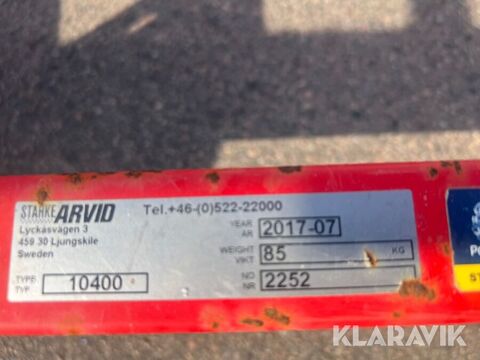 STARKE ARVID
Lyckasvägen 3
459 30 Ljungskile
Sweden
Tel.+46-(0)522-22000
YEAR
ÅR
2017-07
WEIGHT
VIKT
85 KG
TYPE
TYP
10400
NO
NR
2252
KLARAVIK